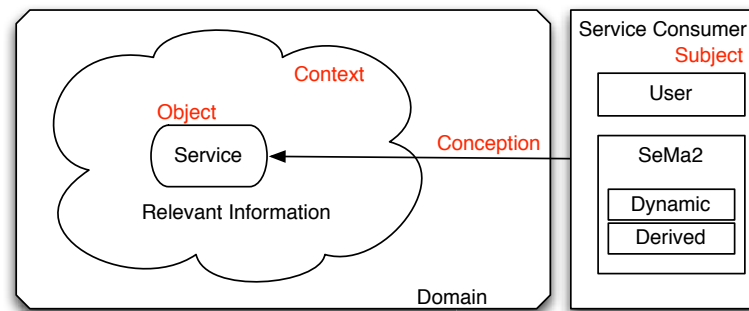 Service Consumer
Subject
Context
User
Object
Conception
Service
SeMa2
Relevant Information
Dynamic
Derived
Domain